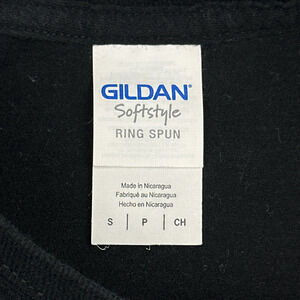 GILDAN®
Softstyle
RING SPUN
Made in Nicaragua
Fabriqué au Nicaragua
Hecho en Nicaragua
S | P | CH